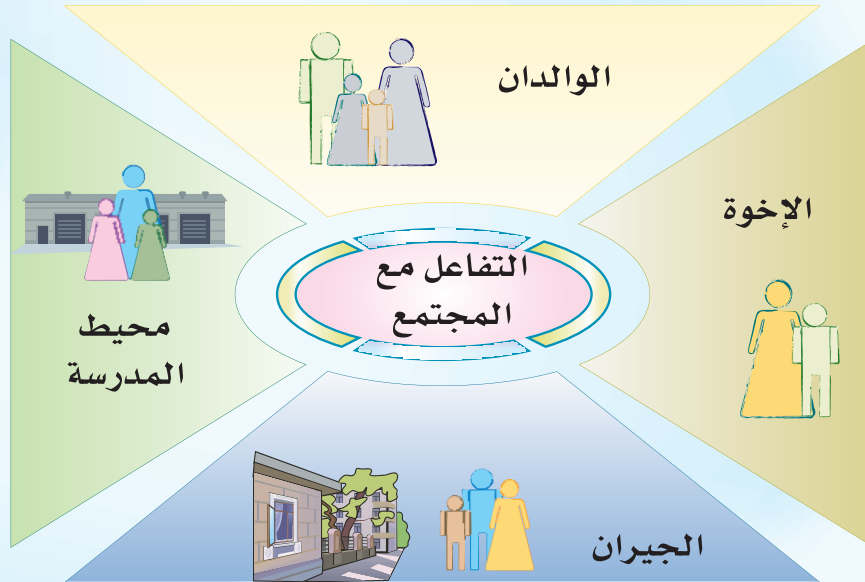 الوالدان
الإخوة
التفاعل مع
المجتمع
محيط
المدرسة
الجيران